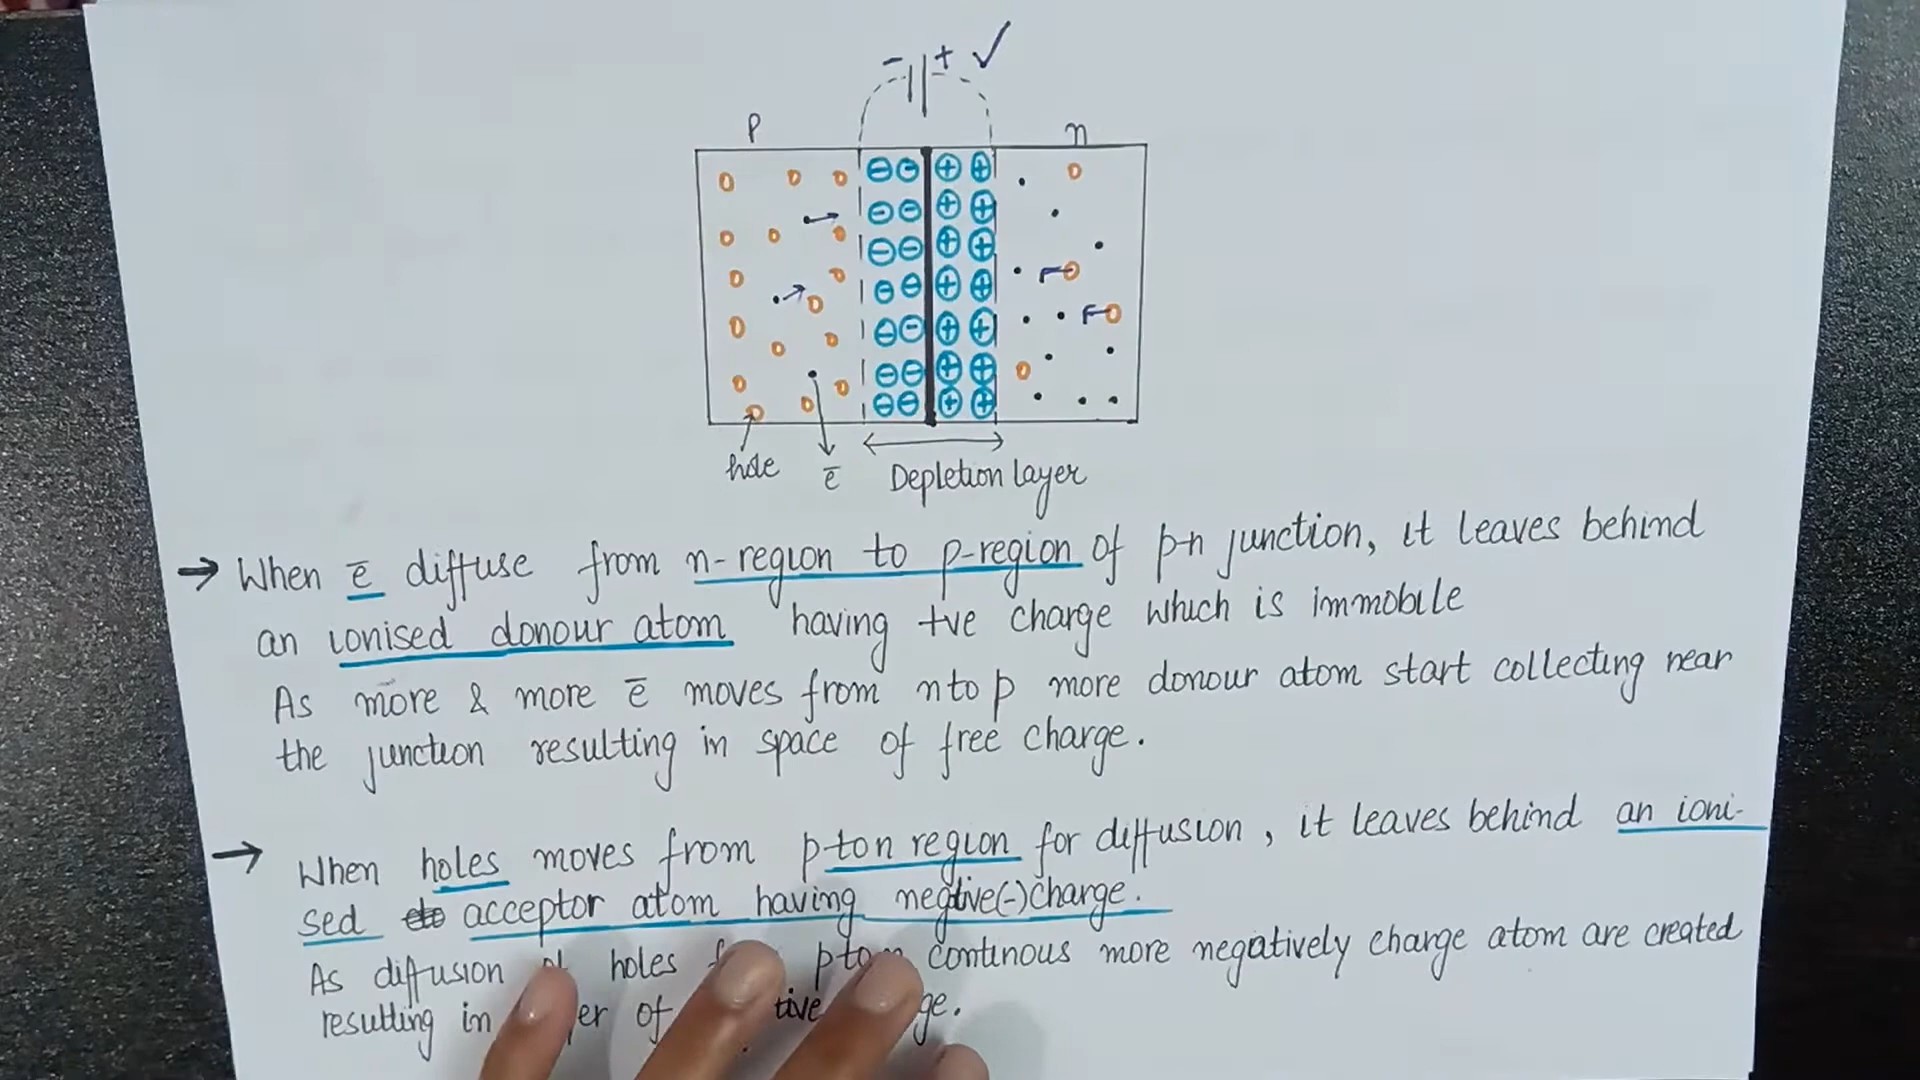 - + ✓
p n
hole ē Depletion layer
→ When ē diffuse from n-region to p-region of p-n junction, it leaves behind
an ionised donour atom having +ve charge which is immobile
As more & more ē moves from n to p more donour atom start collecting near
the junction resulting in space of free charge.
→ When holes moves from p to n region for diffusion, it leaves behind an ioni-
sed acceptor atom having negtive(-)charge.
As diffusion holes p to continous more negatively charge atom are created
resulting in of